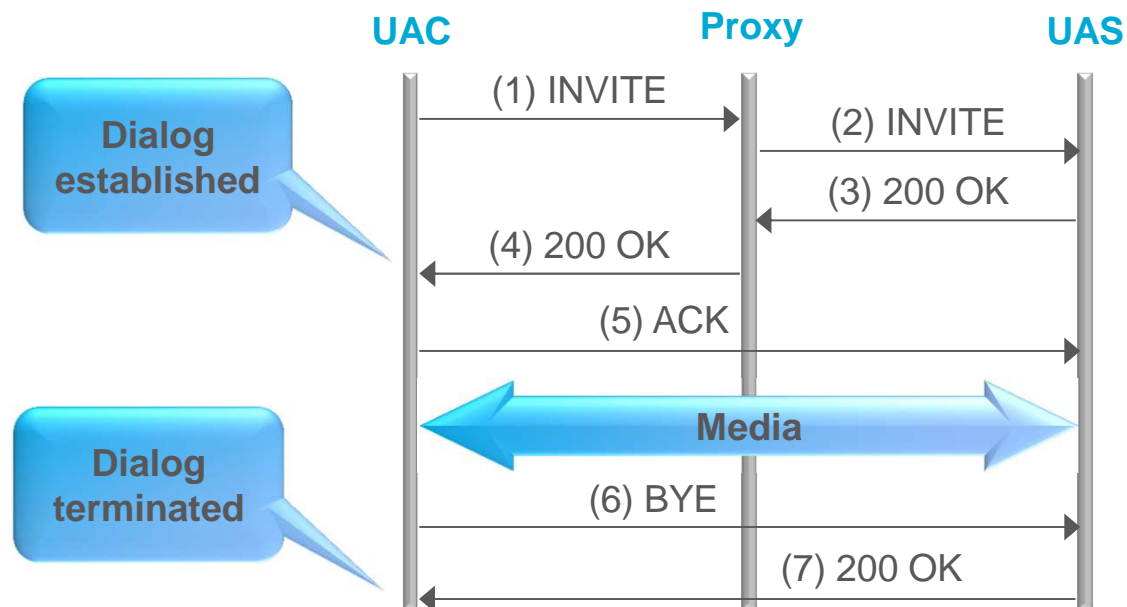 UAC
Proxy
UAS
(1) INVITE
(2) INVITE
Dialog
established
(3) 200 OK
(4) 200 OK
(5) ACK
Media
Dialog
terminated
(6) BYE
(7) 200 OK